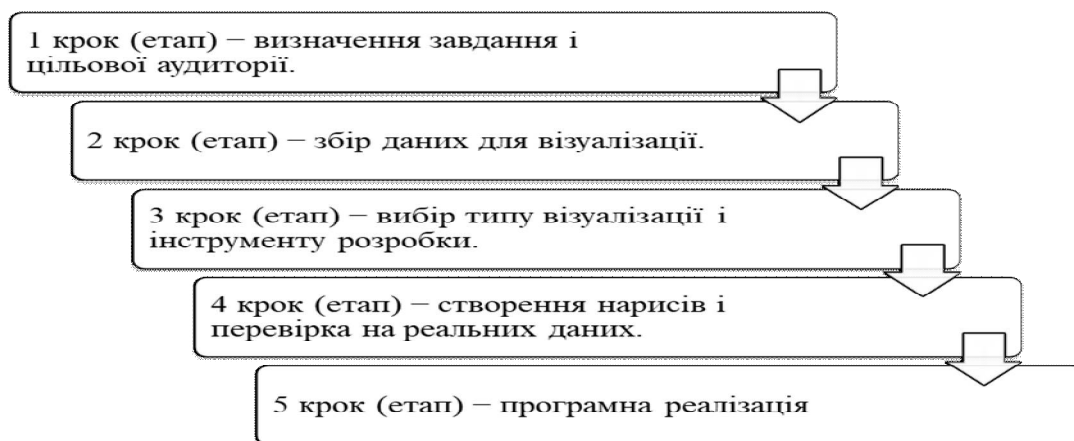 1 крок (етап) – визначення завдання і
цільової аудиторії.
2 крок (етап) – збір даних для візуалізації.
3 крок (етап) – вибір типу візуалізації і
інструменту розробки.
4 крок (етап) – створення нарисів і
перевірка на реальних даних.
5 крок (етап) – програмна реалізація